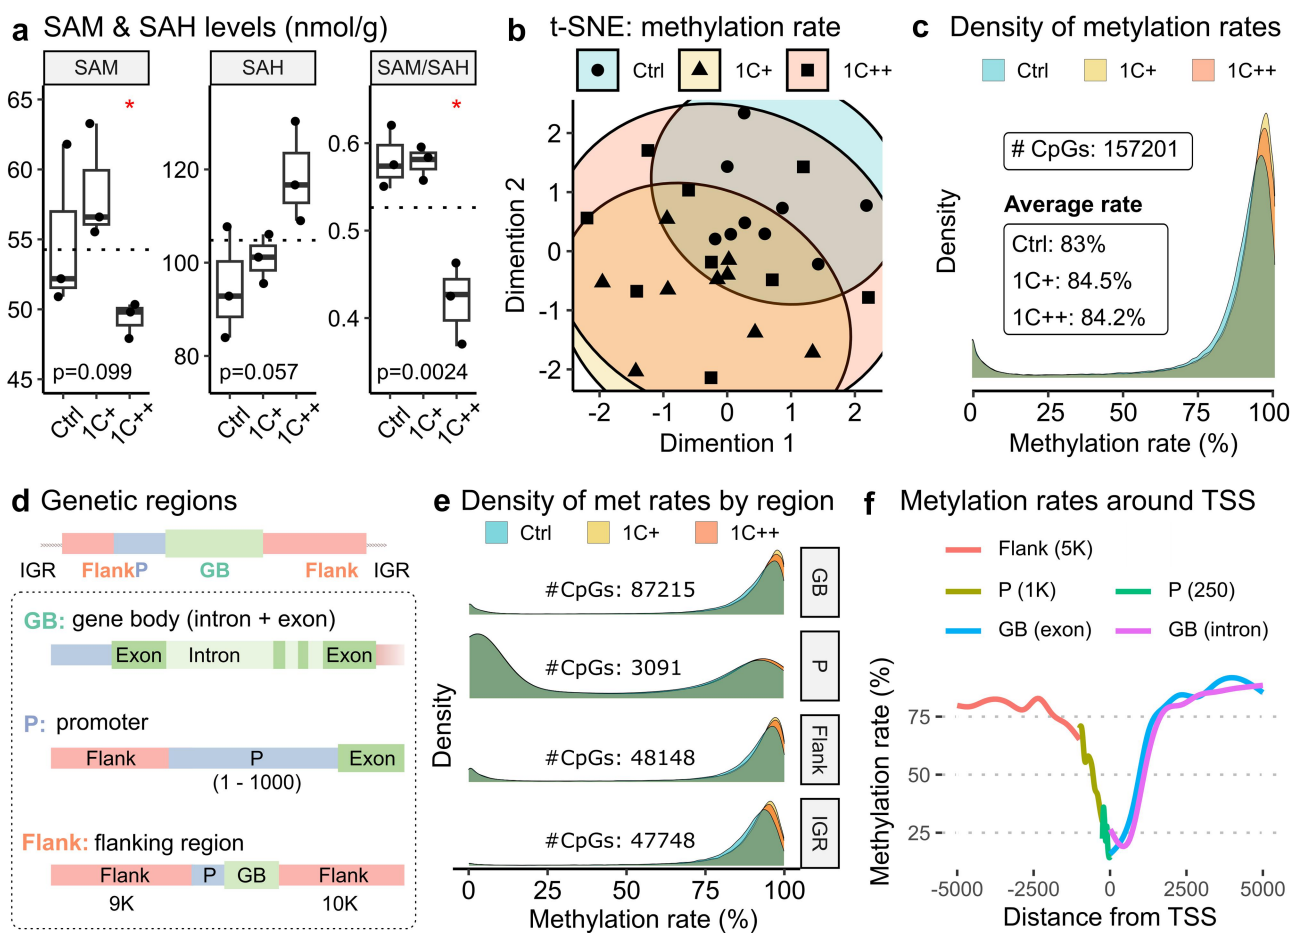 a SAM & SAH levels (nmol/g)
SAM
SAH
SAM/SAH
65
60
55
50
45
*
p=0.099
Ctrl
1C+
1C++
120
100
80
p=0.057
Ctrl
1C+
1C++
0.6
0.5
0.4
*
p=0.0024
Ctrl
1C+
1C++
b t-SNE: methylation rate
Ctrl
1C+
1C++
Dimention 2
2
1
0
-1
-2
-2 -1 0 1 2
Dimention 1
c Density of metylation rates
Ctrl
1C+
1C++
# CpGs: 157201
Average rate
Ctrl: 83%
1C+: 84.5%
1C++: 84.2%
Density
0 25 50 75 100
Methylation rate (%)
d Genetic regions
IGR FlankP GB Flank IGR
GB: gene body (intron + exon)
Exon Intron Exon
P: promoter
Flank P Exon
(1 - 1000)
Flank: flanking region
Flank P GB Flank
9K 10K
e Density of met rates by region
Ctrl
1C+
1C++
#CpGs: 87215
GB
#CpGs: 3091
P
#CpGs: 48148
Flank
#CpGs: 47748
IGR
Density
0 25 50 75 100
Methylation rate (%)
f Metylation rates around TSS
Flank (5K)
P (1K)
P (250)
GB (exon)
GB (intron)
Methylation rate (%)
75
50
25
-5000 -2500 0 2500 5000
Distance from TSS